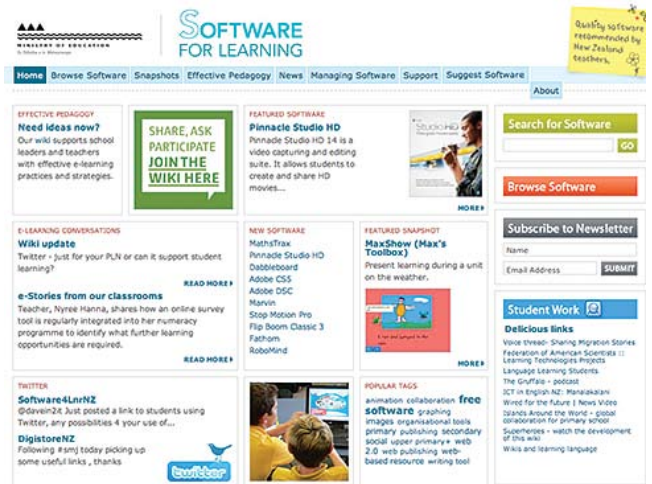 MINISTRY OF EDUCATION
SOFTWARE
FOR LEARNING
Quality software
recommended by
New Zealand
teachers.
Home Browse Software Snapshots Effective Pedagogy News Managing Software Support Suggest Software
About
EFFECTIVE PEDAGOGY
Need ideas now?
Our wiki supports school
leaders and teachers
with effective e-learning
practices and strategies.
SHARE, ASK
PARTICIPATE
JOIN THE
WIKI HERE
FEATURED SOFTWARE
Pinnacle Studio HD
Pinnacle Studio HD 14 is a
video capturing and editing
suite. It allows students to
create and share HD
movies...
Studio HD
MORE
Search for Software
GO
Browse Software
Subscribe to Newsletter
Name
Email Address SUBMIT
E-LEARNING CONVERSATIONS
Wiki update
Twitter - just for your PLN or can it support student
learning?
READ MORE
e-Stories from our classrooms
Teacher, Nyree Hanna, shares how an online survey
tool is regularly integrated into her numeracy
programme to identify what further learning
opportunities are required.
READ MORE
NEW SOFTWARE
MathsTrax
Pinnacle Studio HD
Dabbleboard
Adobe CS5
Adobe DSC
Marvin
Stop Motion Pro
Flip Boom Classic 3
Fathom
RoboMind
FEATURED SNAPSHOT
MaxShow (Max's
Toolbox)
Present learning during a unit
on the weather.
MORE
Student Work
Delicious links
Voice thread- Sharing Migration Stories
Federation of American Scientists ::
Learning Technologies Projects
Language Learning Students
The Gruffalo - podcast
ICT in English-NZ: Manaiakalani
Wired for the future | News Video
Islands Around the World - global
collaboration for primary school
Superheroes - watch the development
of this wiki
Wikis and learning language
TWITTER
Software4LnrNZ
@davein2it Just posted a link to students using
Twitter, any possibilities 4 your use of...
DigistoreNZ
Following #smj today picking up
some useful links , thanks
twitter
POPULAR TAGS
animation collaboration free
software graphing
images organisational tools
primary publishing secondary
social upper primary+ web
2.0 web publishing web-
based resource writing tool